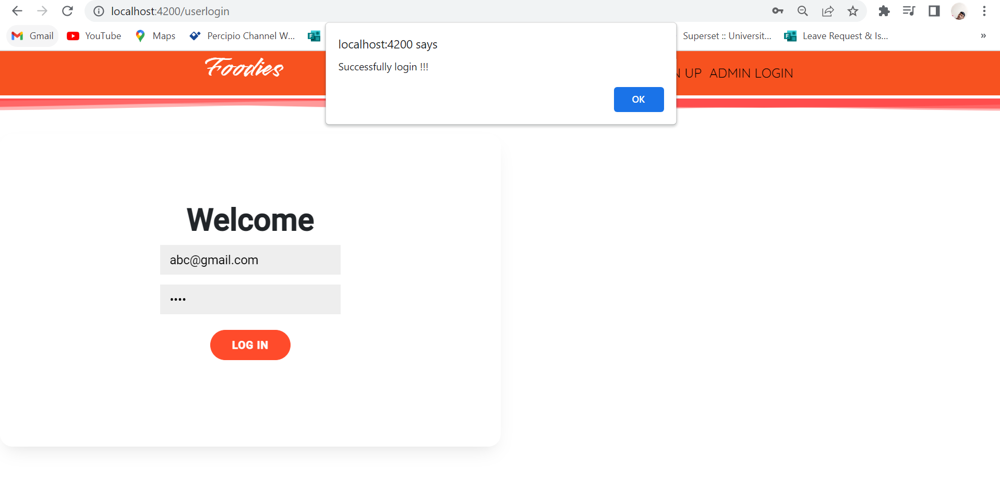 localhost:4200/userlogin
Gmail YouTube Maps Percipio Channel W... Superset :: Universit... Leave Request & Is... »
localhost:4200 says
Successfully login !!!
OK
Foodies
UP ADMIN LOGIN
Welcome
abc@gmail.com
••••
LOG IN